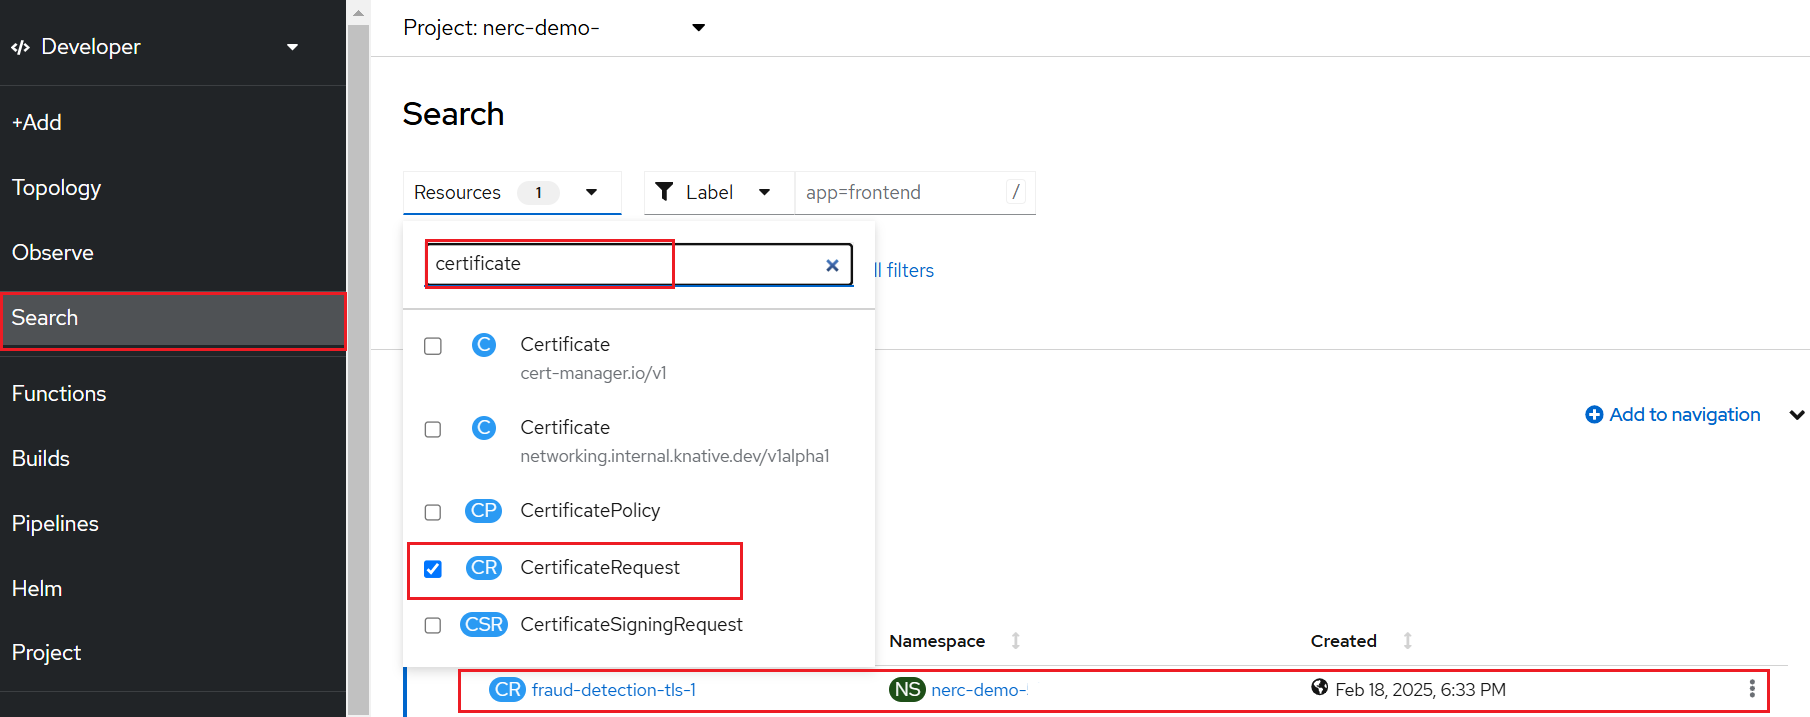 Developer
+Add
Topology
Observe
Search
Functions
Builds
Pipelines
Helm
Project
Project: nerc-demo-
Search
Resources 1
Label app=frontend /
certificate
ll filters
C Certificate
cert-manager.io/v1
C Certificate
networking.internal.knative.dev/v1alpha1
CP CertificatePolicy
CR CertificateRequest
CSR CertificateSigningRequest
Add to navigation
Namespace Created
CR fraud-detection-tls-1 NS nerc-demo- Feb 18, 2025, 6:33 PM